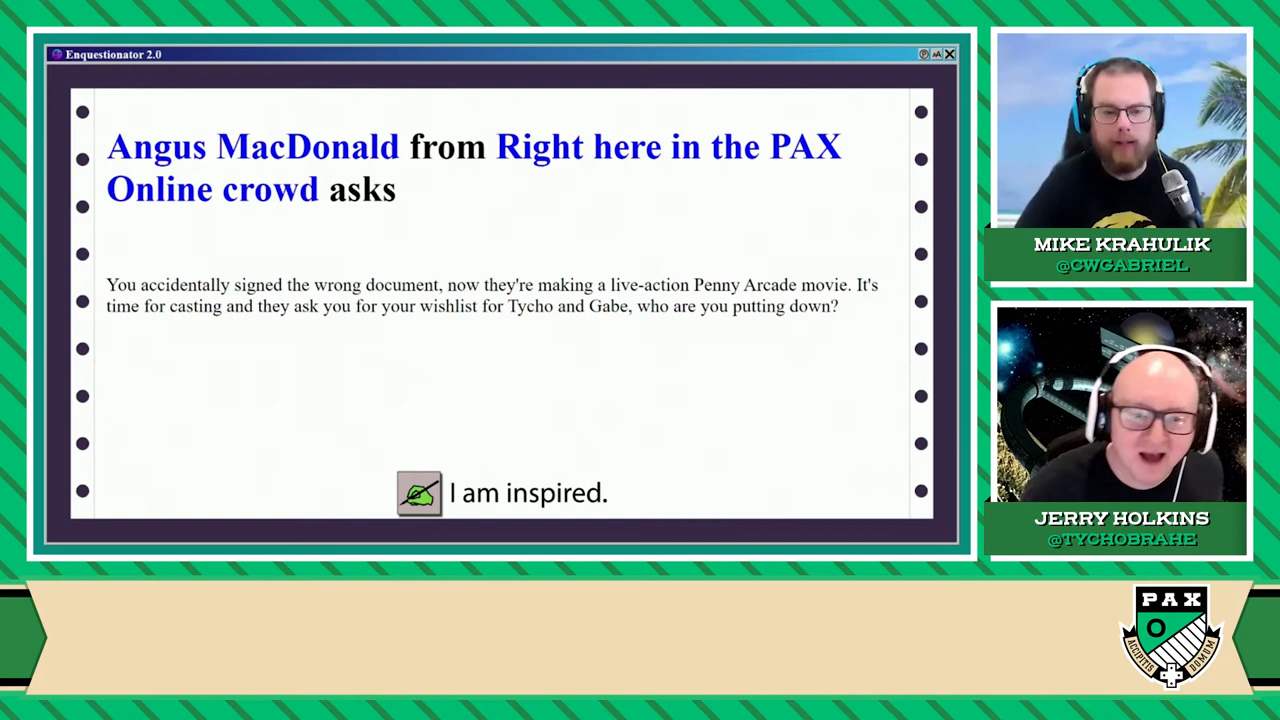 Enquestionator 2.0
Angus MacDonald from Right here in the PAX
Online crowd asks
You accidentally signed the wrong document, now they're making a live-action Penny Arcade movie. It's
time for casting and they ask you for your wishlist for Tycho and Gabe, who are you putting down?
I am inspired.
MIKE KRAHULIK
@CWGABRIEL
JERRY HOLKINS
@TYCHOBRAHE
PAX
O
ACCIPITIS
DOMUM